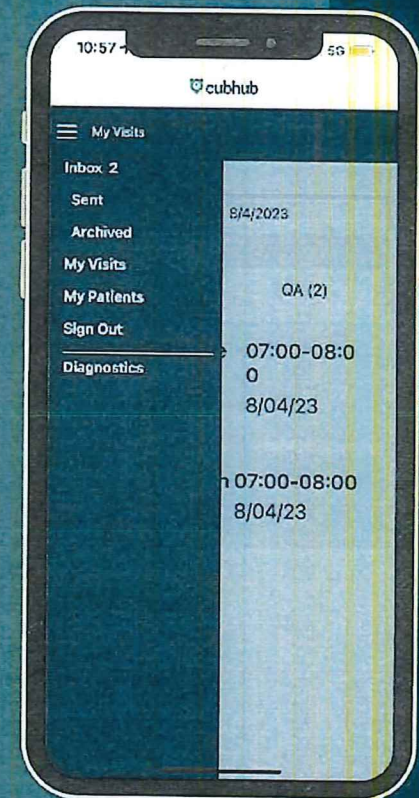 10:57
5G
cubhub
My Visits
Inbox 2
Sent
8/4/2023
Archived
My Visits
My Patients
QA (2)
Sign Out
07:00-08:0
0
Diagnostics
8/04/23
n 07:00-08:00
8/04/23